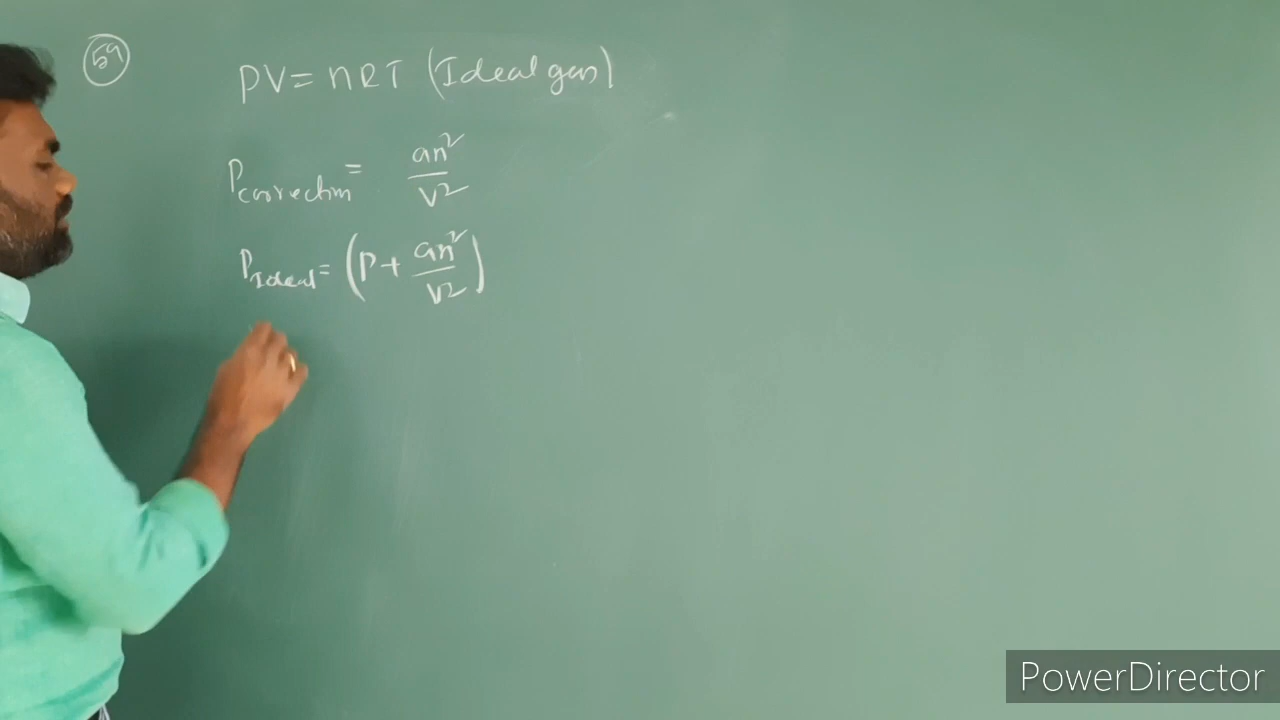 59
PV = nRT (Ideal gas)
Pcorrection = an²/V²
PIdeal = (P + an²/V²)
PowerDirector